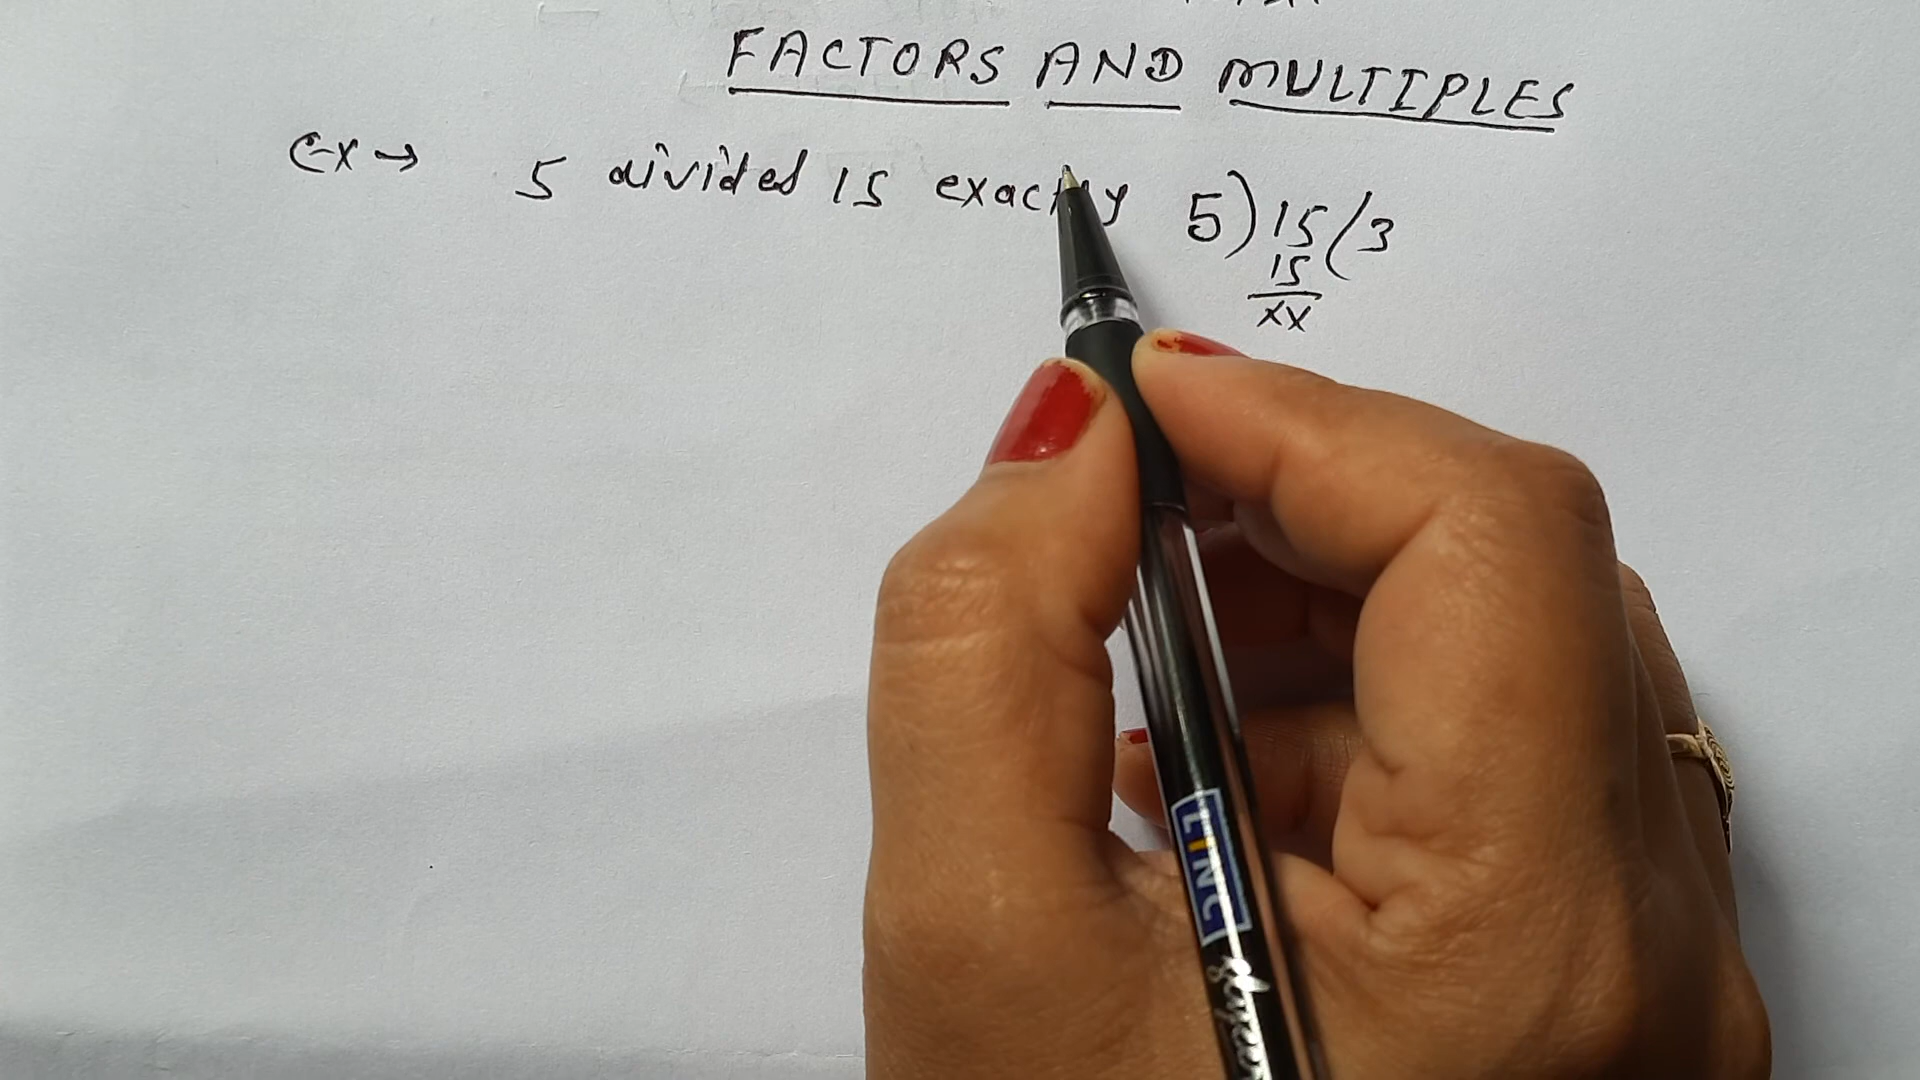 FACTORS AND MULTIPLES
Ex → 5 divided 15 exactly
5)15(3
15
xx
LINC